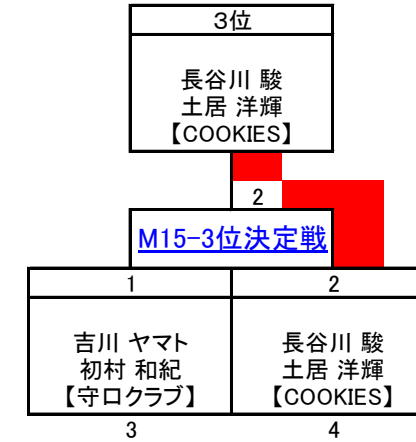 3位
長谷川 駿
土居 洋輝
【COOKIES】
2
M15-3位決定戦
1 2
吉川 ヤマト 長谷川 駿
初村 和紀 土居 洋輝
【守口クラブ】 【COOKIES】
3 4